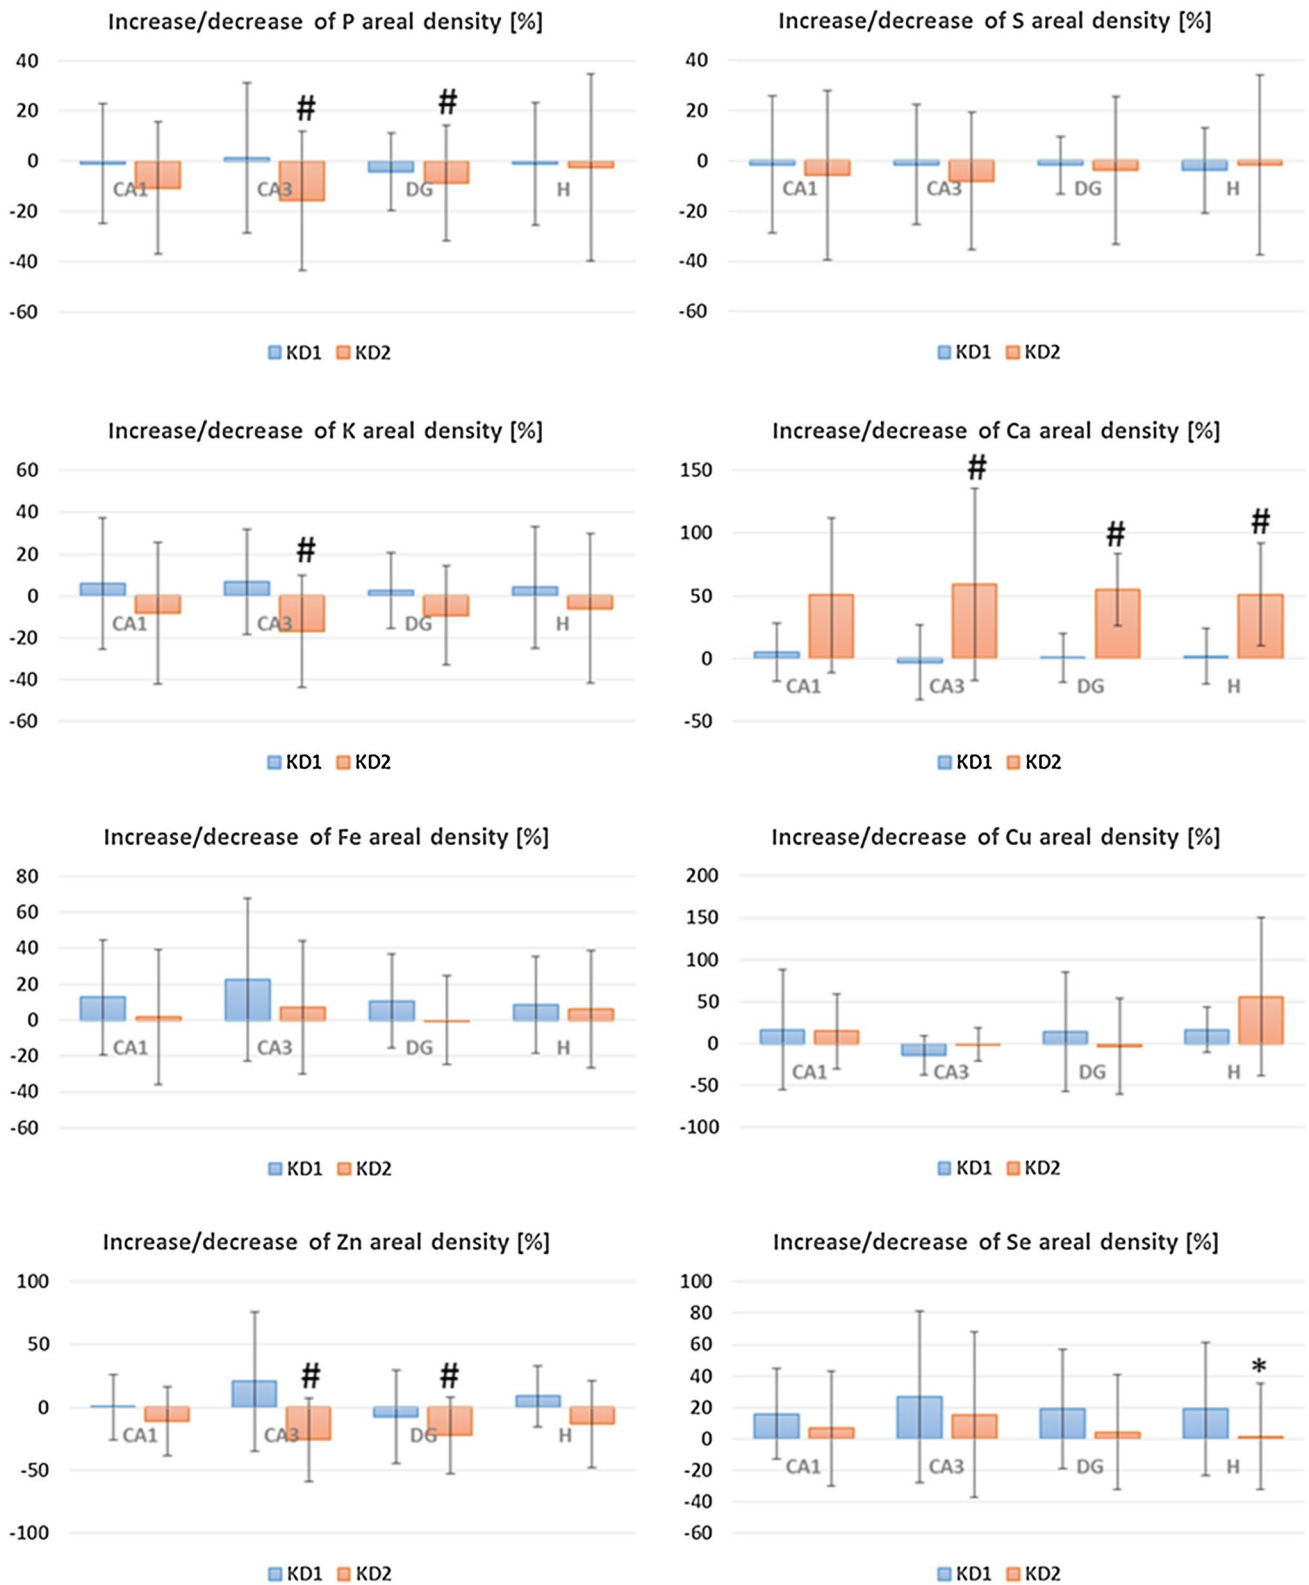 Increase/decrease of P areal density [%]
40
20
0
-20
-40
-60
#
#
CA1
CA3
DG
H
KD1
KD2
Increase/decrease of S areal density [%]
40
20
0
-20
-40
-60
CA1
CA3
DG
H
KD1
KD2
Increase/decrease of K areal density [%]
60
40
20
0
-20
-40
-60
#
CA1
CA3
DG
H
KD1
KD2
Increase/decrease of Ca areal density [%]
150
100
50
0
-50
#
#
#
CA1
CA3
DG
H
KD1
KD2
Increase/decrease of Fe areal density [%]
80
60
40
20
0
-20
-40
-60
CA1
CA3
DG
H
KD1
KD2
Increase/decrease of Cu areal density [%]
200
150
100
50
0
-50
-100
CA1
CA3
DG
H
KD1
KD2
Increase/decrease of Zn areal density [%]
100
50
0
-50
-100
#
#
CA1
CA3
DG
H
KD1
KD2
Increase/decrease of Se areal density [%]
100
80
60
40
20
0
-20
-40
-60
*
CA1
CA3
DG
H
KD1
KD2